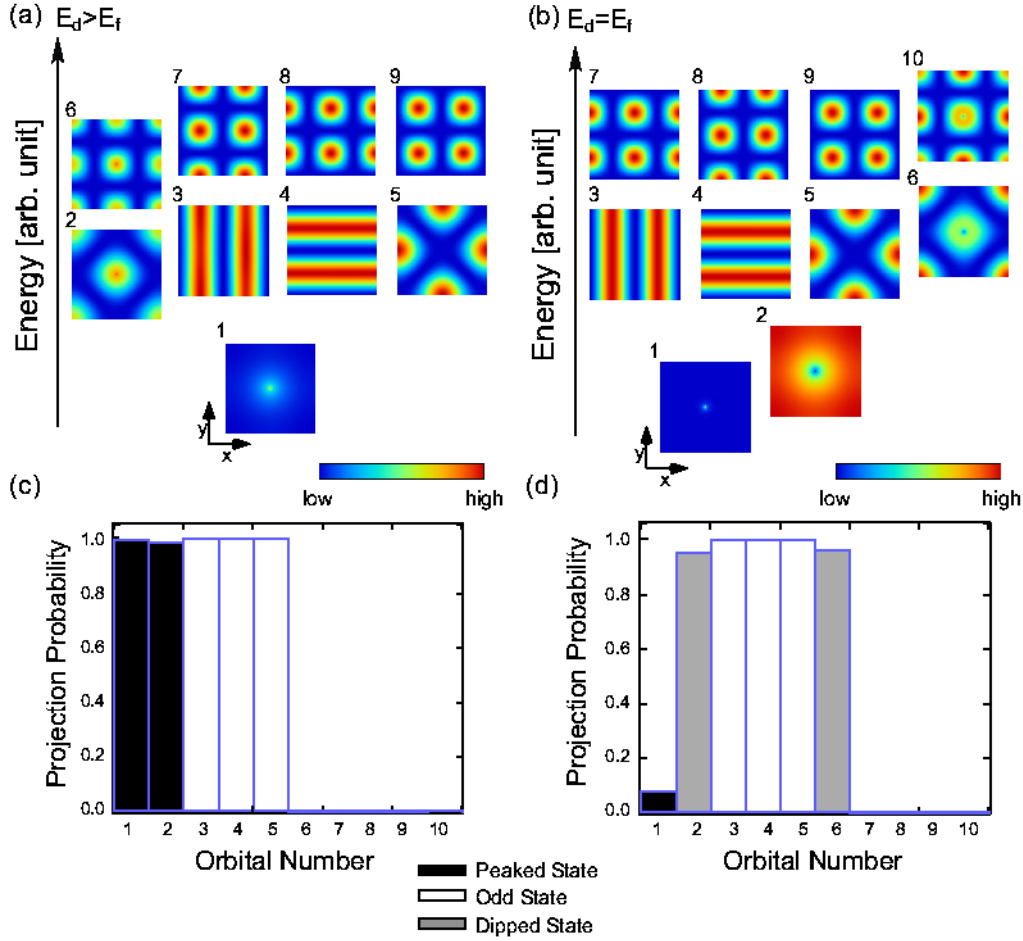 (a) E_d>E_f
Energy [arb. unit]
7 8 9
6
3 4 5
2
1
y
x
low high
(b) E_d=E_f
Energy [arb. unit]
7 8 9 10
3 4 5 6
2
1
y
x
low high
(c)
Projection Probability
1.0
0.8
0.6
0.4
0.2
0.0
1 2 3 4 5 6 7 8 9 10
Orbital Number
(d)
Projection Probability
1.0
0.8
0.6
0.4
0.2
0.0
1 2 3 4 5 6 7 8 9 10
Orbital Number
Peaked State
Odd State
Dipped State